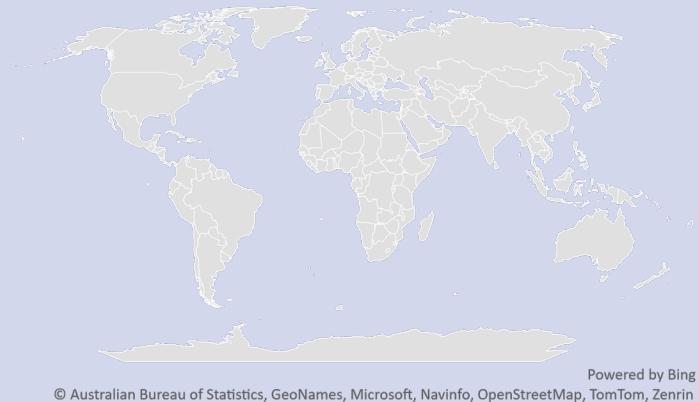 Powered by Bing
© Australian Bureau of Statistics, GeoNames, Microsoft, Navinfo, OpenStreetMap, TomTom, Zenrin